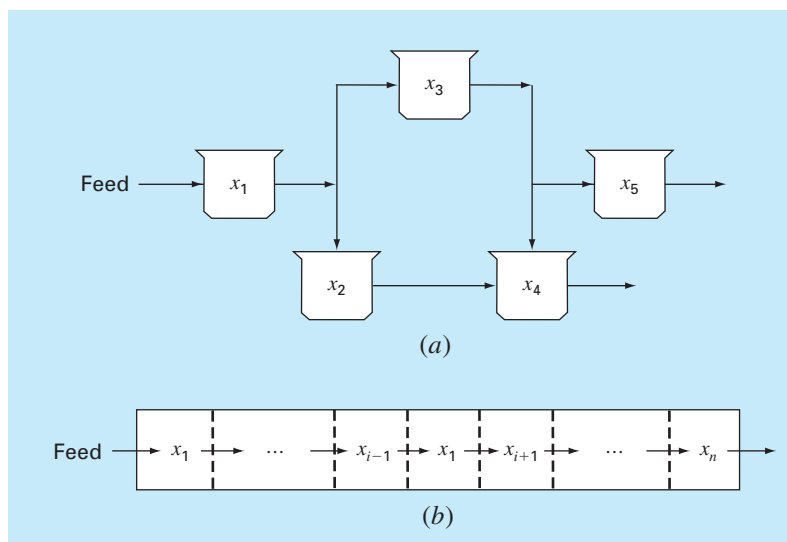 x₃
Feed x₁ x₅
x₂ x₄
(a)
Feed x₁ ... xᵢ₋₁ x₁ xᵢ₊₁ ... xₙ
(b)